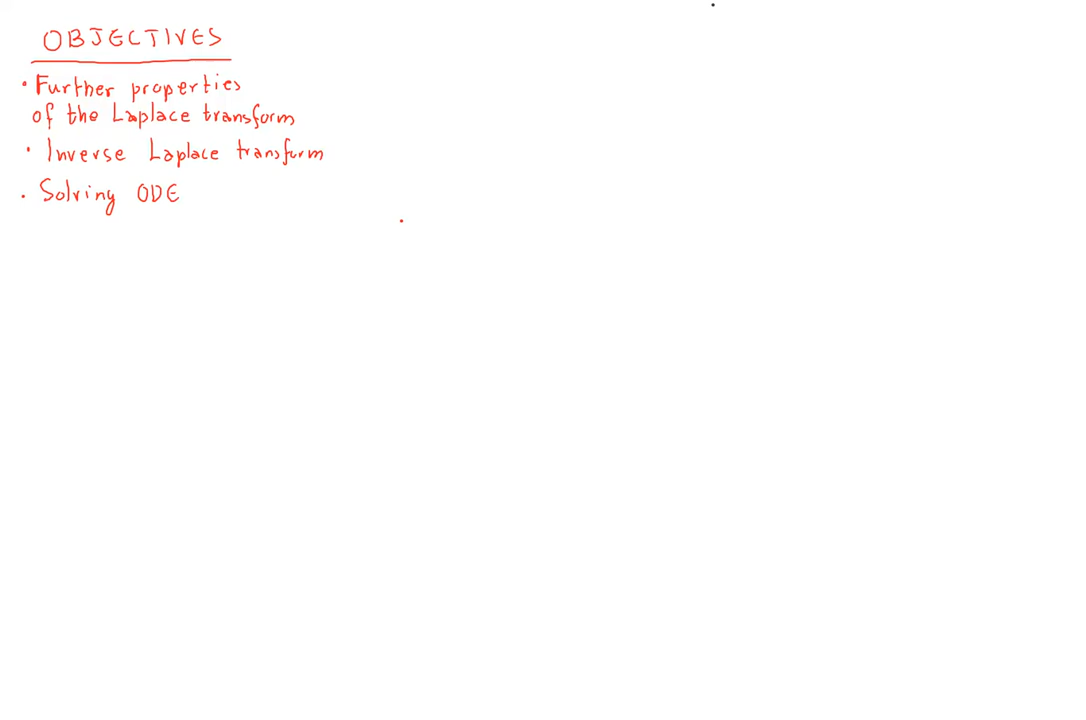 OBJECTIVES
• Further properties
of the Laplace transform
• Inverse Laplace transform
• Solving ODE